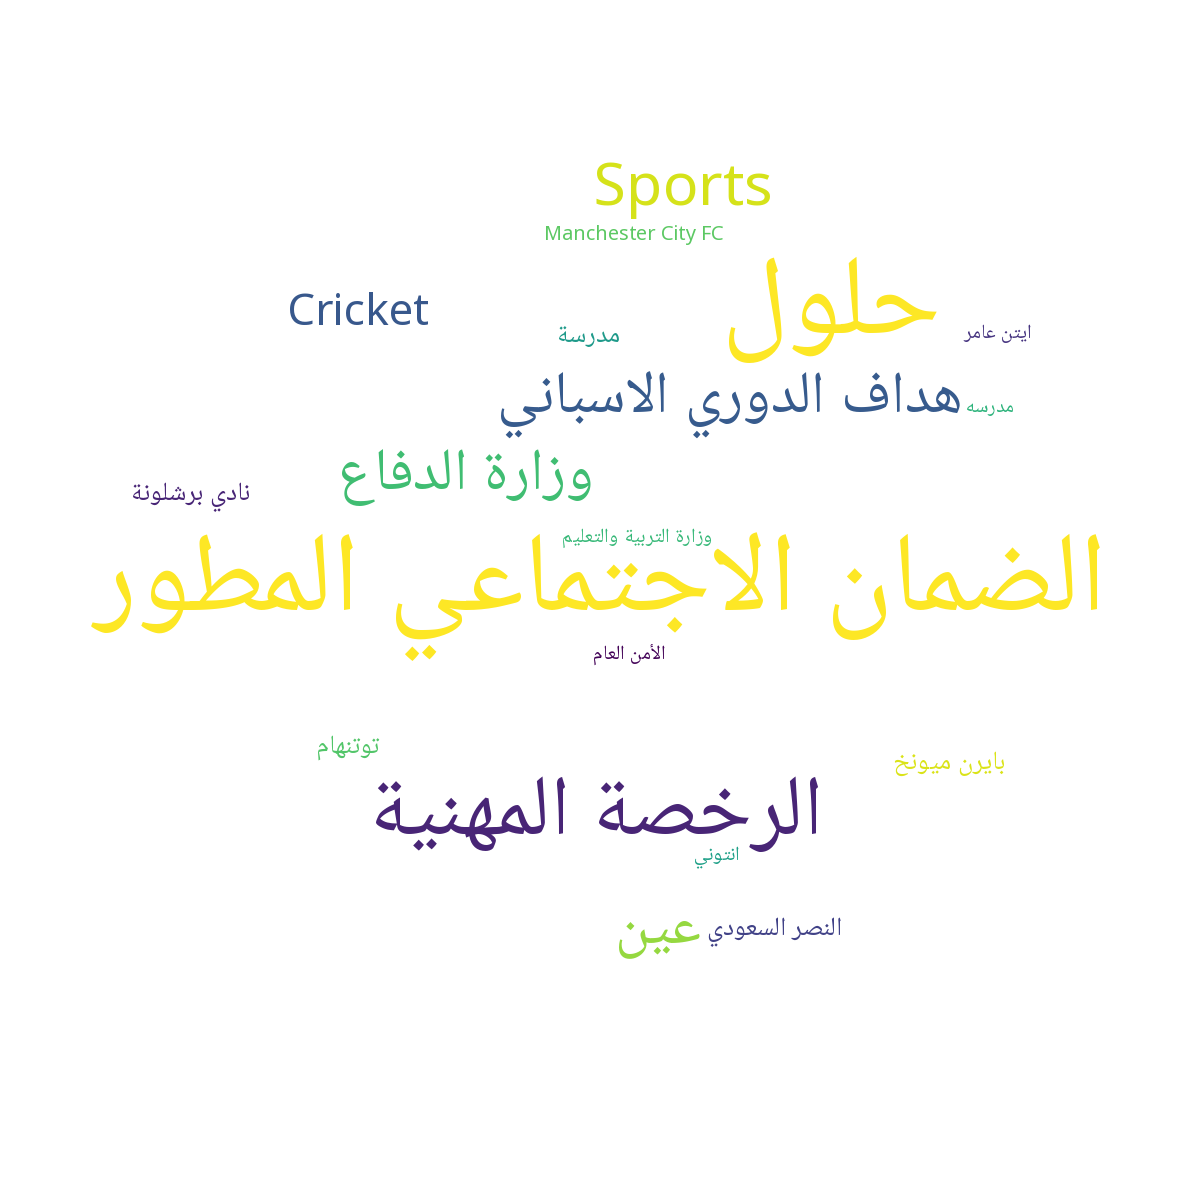 Sports
Manchester City FC
حلول
Cricket
ايتن عامر
مدرسة
هداف الدوري الاسباني
مدرسه
وزارة الدفاع
نادي برشلونة
وزارة التربية والتعليم
الضمان الاجتماعي المطور
الأمن العام
توتنهام
بايرن ميونخ
الرخصة المهنية
انتوني
النصر السعودي
عين